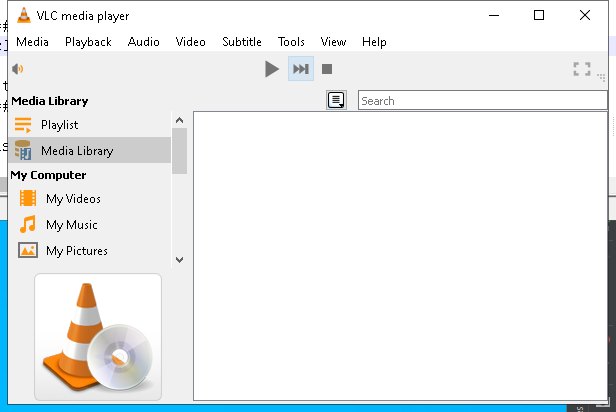 VLC media player
Media Playback Audio Video Subtitle Tools View Help
Media Library
Search
Playlist
Media Library
My Computer
My Videos
My Music
My Pictures